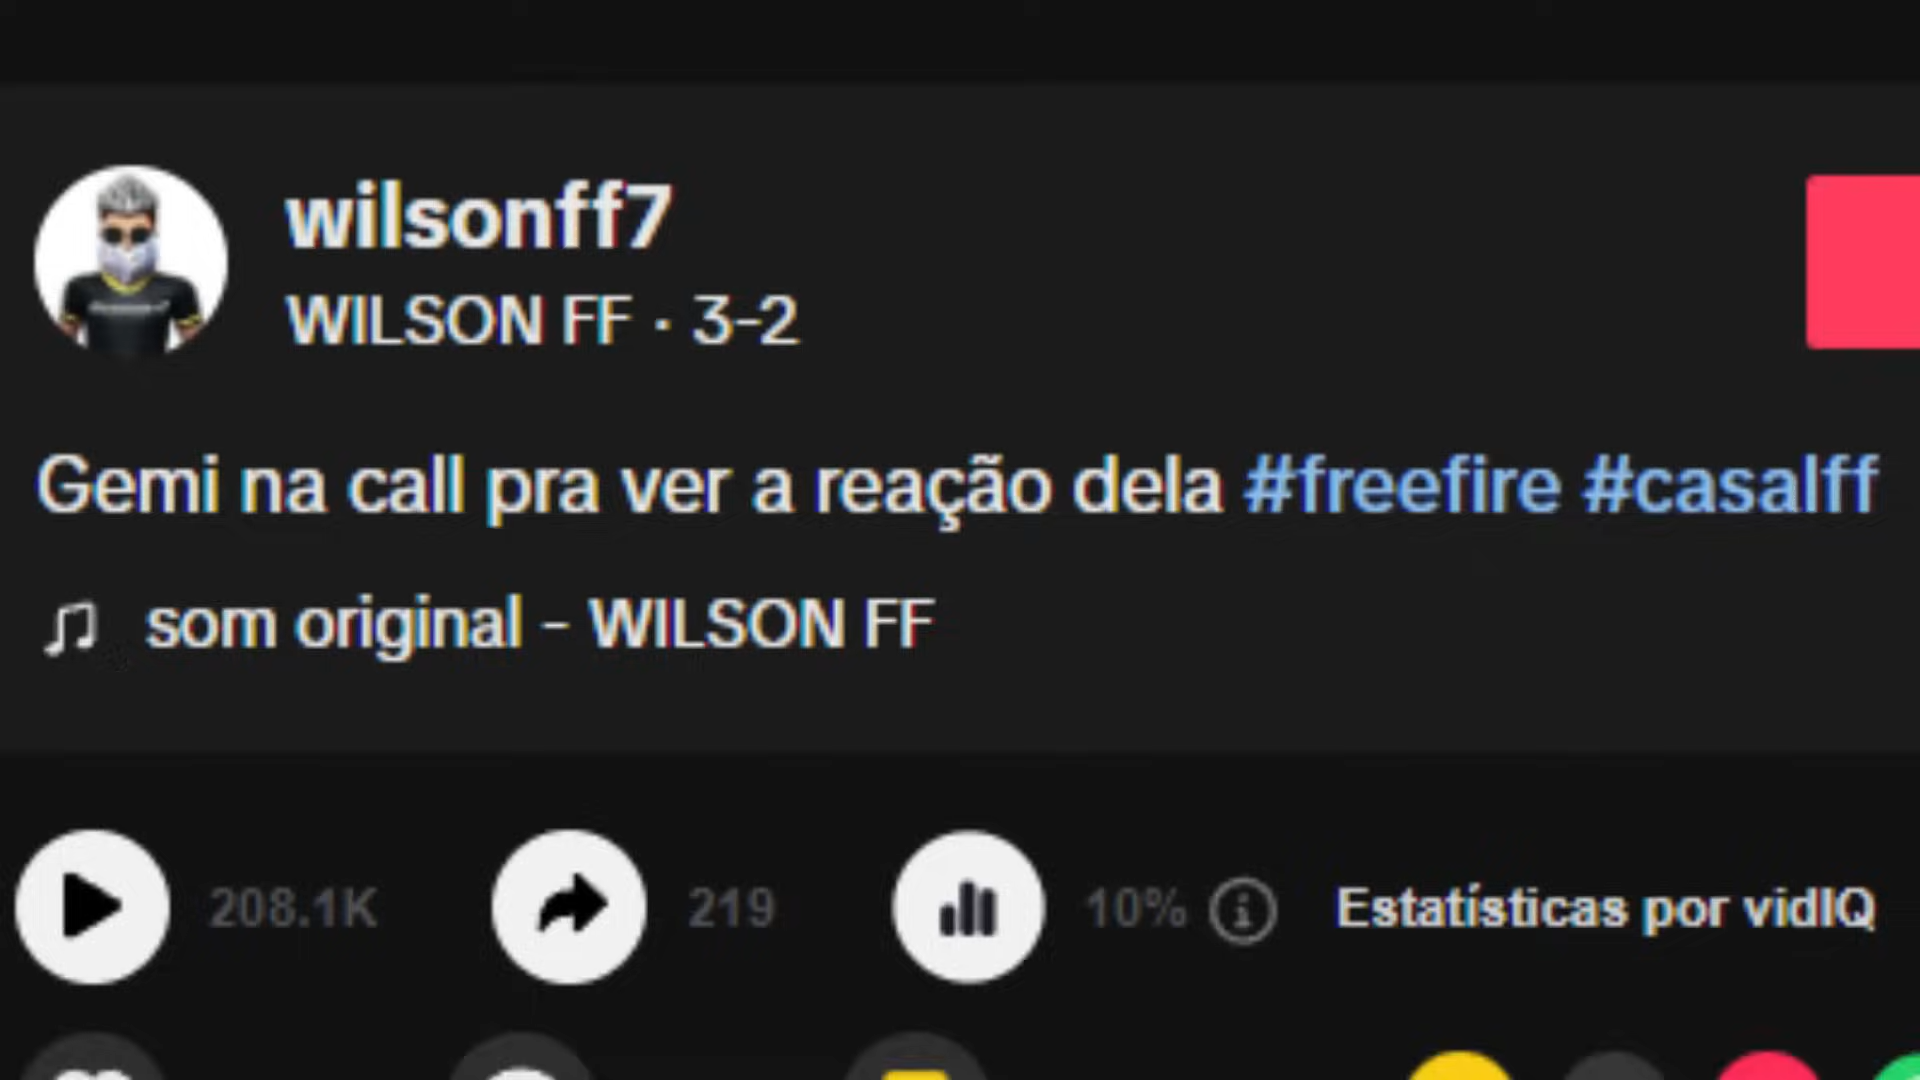 wilsonff7
WILSON FF · 3-2
Gemi na call pra ver a reação dela #freefire #casalff
som original - WILSON FF
208.1K 219 10% Estatísticas por vidIQ